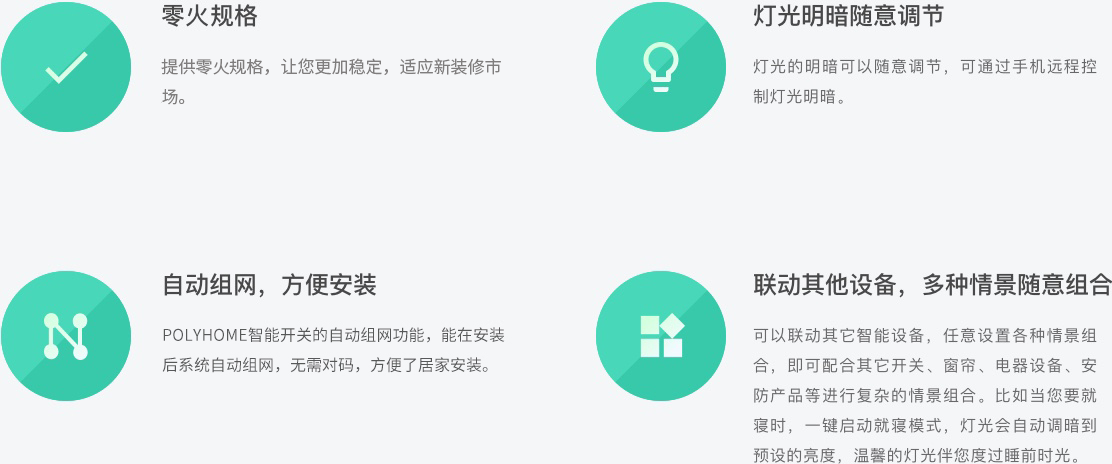 零火规格
提供零火规格，让您更加稳定，适应新装修市
场。
灯光明暗随意调节
灯光的明暗可以随意调节，可通过手机远程控
制灯光明暗。
自动组网，方便安装
POLYHOME智能开关的自动组网功能，能在安装
后系统自动组网，无需对码，方便了居家安装。
联动其他设备，多种情景随意组合
可以联动其它智能设备，任意设置各种情景组
合，即可配合其它开关、窗帘、电器设备、安
防产品等进行复杂的情景组合。比如当您要就
寝时，一键启动就寝模式，灯光会自动调暗到
预设的亮度，温馨的灯光伴您度过睡前时光。